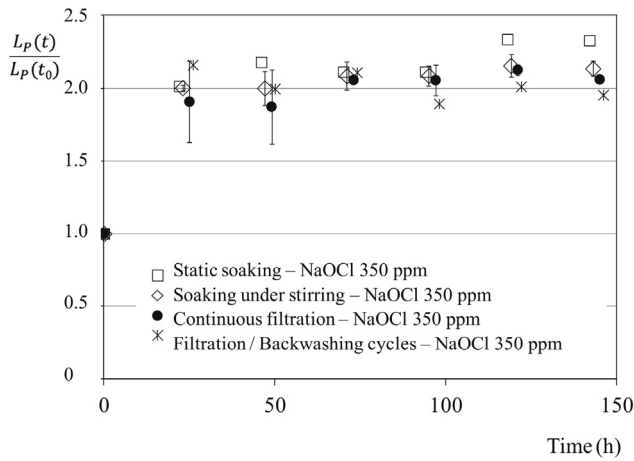 L_P(t)
L_P(t_0)
2.5
2.0
1.5
1.0
0.5
0
□ Static soaking – NaOCl 350 ppm
◇ Soaking under stirring – NaOCl 350 ppm
● Continuous filtration – NaOCl 350 ppm
Filtration / Backwashing cycles – NaOCl 350 ppm
0 50 100 150
Time (h)